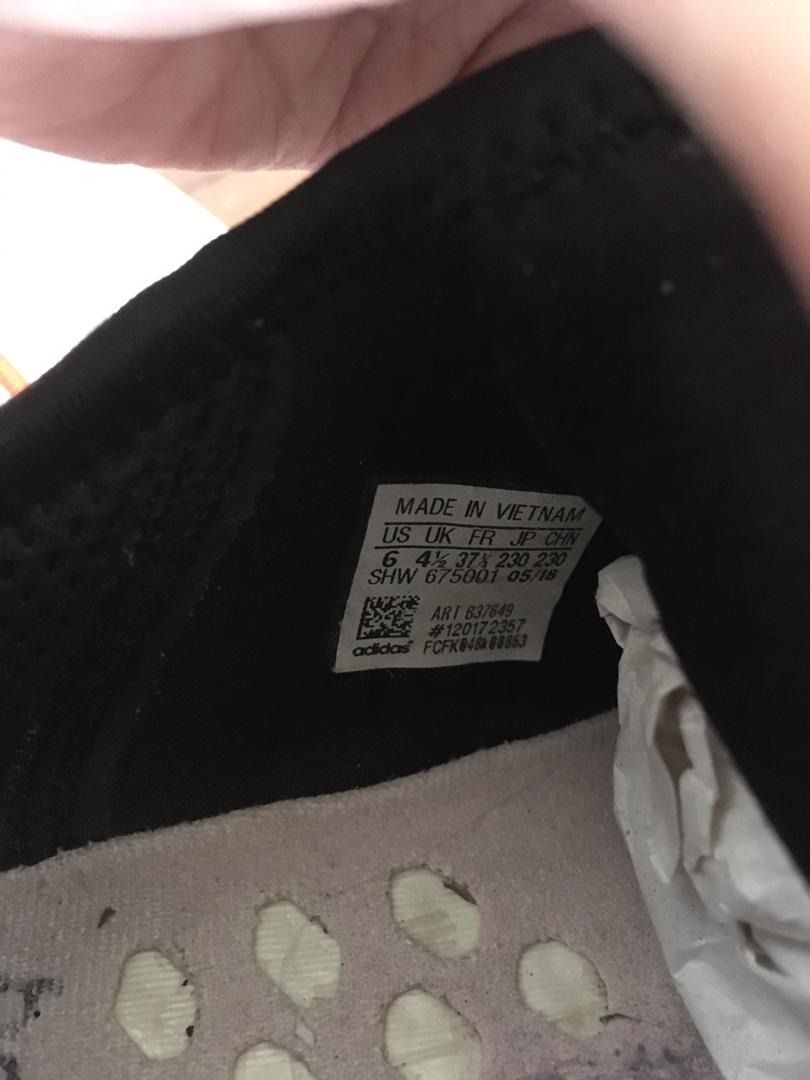 MADE IN VIETNAM
US UK FR JP CHN
6 4½ 37⅓ 230 230
SHW 675001 05/18
ART B37649
#120172357
adidas® FCFK048k00863